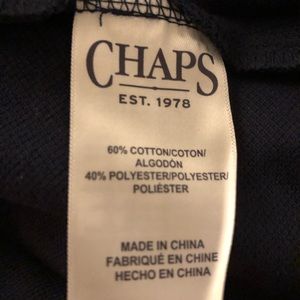 CHAPS
EST. 1978
60% COTTON/COTON/
ALGODÓN
40% POLYESTER/POLYESTER/
POLIÉSTER
MADE IN CHINA
FABRIQUÉ EN CHINE
HECHO EN CHINA